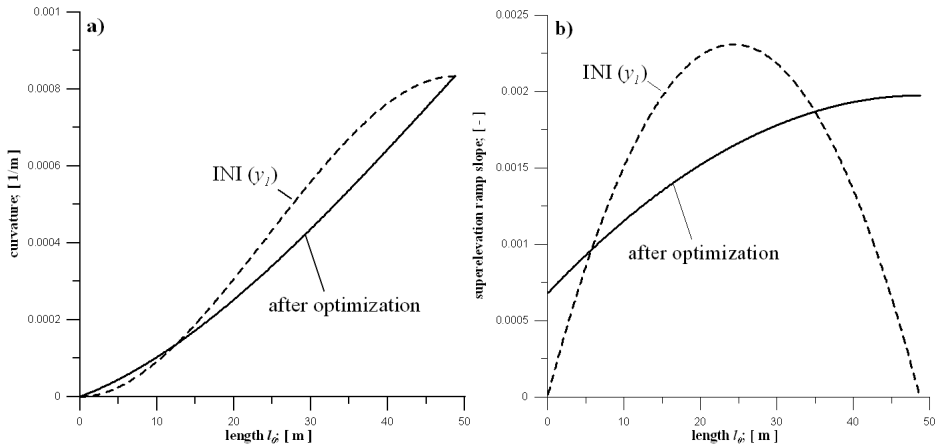 a)
0.001
0.0008
0.0006
0.0004
0.0002
0
curvature; [1/m]
INI (y1)
after optimization
0 10 20 30 40 50
length l0; [ m ]
b)
0.0025
0.002
0.0015
0.001
0.0005
0
superelevation ramp slope; [ - ]
INI (y1)
after optimization
0 10 20 30 40 50
length l0; [ m ]